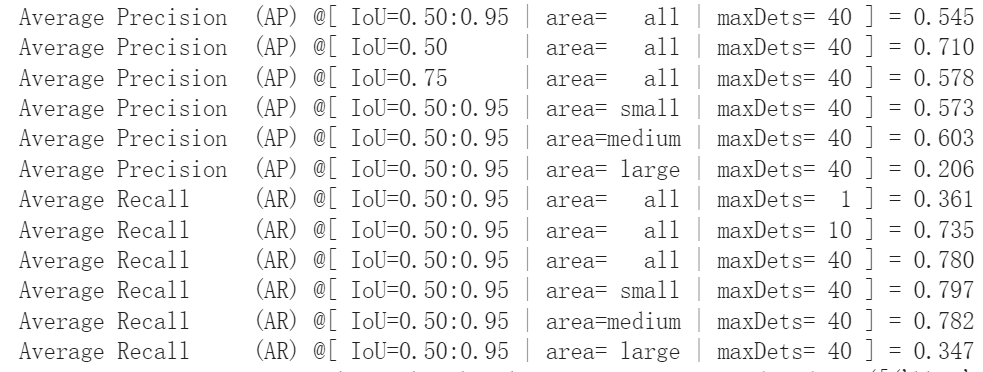 Average Precision (AP) @[ IoU=0.50:0.95 | area= all | maxDets= 40 ] = 0.545
Average Precision (AP) @[ IoU=0.50 | area= all | maxDets= 40 ] = 0.710
Average Precision (AP) @[ IoU=0.75 | area= all | maxDets= 40 ] = 0.578
Average Precision (AP) @[ IoU=0.50:0.95 | area= small | maxDets= 40 ] = 0.573
Average Precision (AP) @[ IoU=0.50:0.95 | area=medium | maxDets= 40 ] = 0.603
Average Precision (AP) @[ IoU=0.50:0.95 | area= large | maxDets= 40 ] = 0.206
Average Recall (AR) @[ IoU=0.50:0.95 | area= all | maxDets= 1 ] = 0.361
Average Recall (AR) @[ IoU=0.50:0.95 | area= all | maxDets= 10 ] = 0.735
Average Recall (AR) @[ IoU=0.50:0.95 | area= all | maxDets= 40 ] = 0.780
Average Recall (AR) @[ IoU=0.50:0.95 | area= small | maxDets= 40 ] = 0.797
Average Recall (AR) @[ IoU=0.50:0.95 | area=medium | maxDets= 40 ] = 0.782
Average Recall (AR) @[ IoU=0.50:0.95 | area= large | maxDets= 40 ] = 0.347